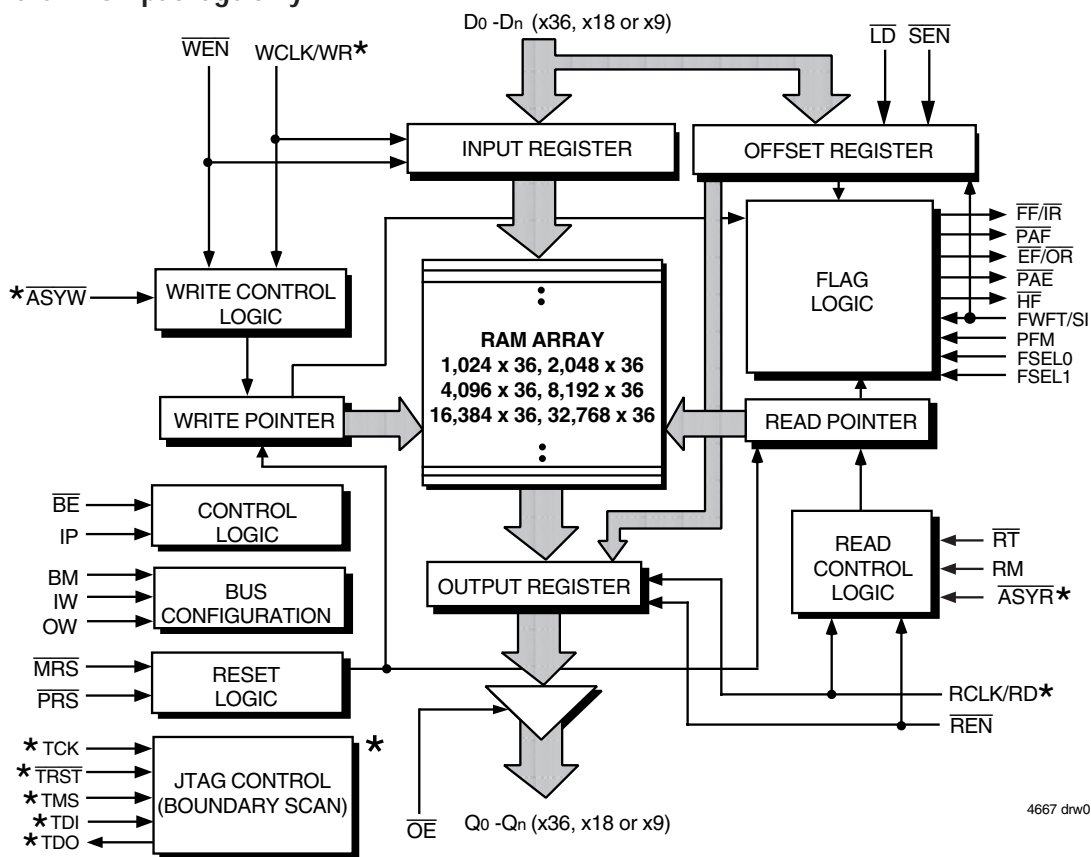 D0 -Dn (x36, x18 or x9)
WEN
WCLK/WR*
LD SEN
INPUT REGISTER
OFFSET REGISTER
*ASYW
WRITE CONTROL
LOGIC
FLAG
LOGIC
FF/IR
PAF
EF/OR
PAE
HF
FWFT/SI
PFM
FSEL0
FSEL1
RAM ARRAY
1,024 x 36, 2,048 x 36
4,096 x 36, 8,192 x 36
16,384 x 36, 32,768 x 36
WRITE POINTER
READ POINTER
BE
IP
CONTROL
LOGIC
READ
CONTROL
LOGIC
RT
RM
ASYR*
BM
IW
OW
BUS
CONFIGURATION
OUTPUT REGISTER
MRS
PRS
RESET
LOGIC
RCLK/RD*
REN
*TCK
*TRST
*TMS
*TDI
*TDO
JTAG CONTROL
(BOUNDARY SCAN)
*
OE
Q0 -Qn (x36, x18 or x9)
4667 drw0